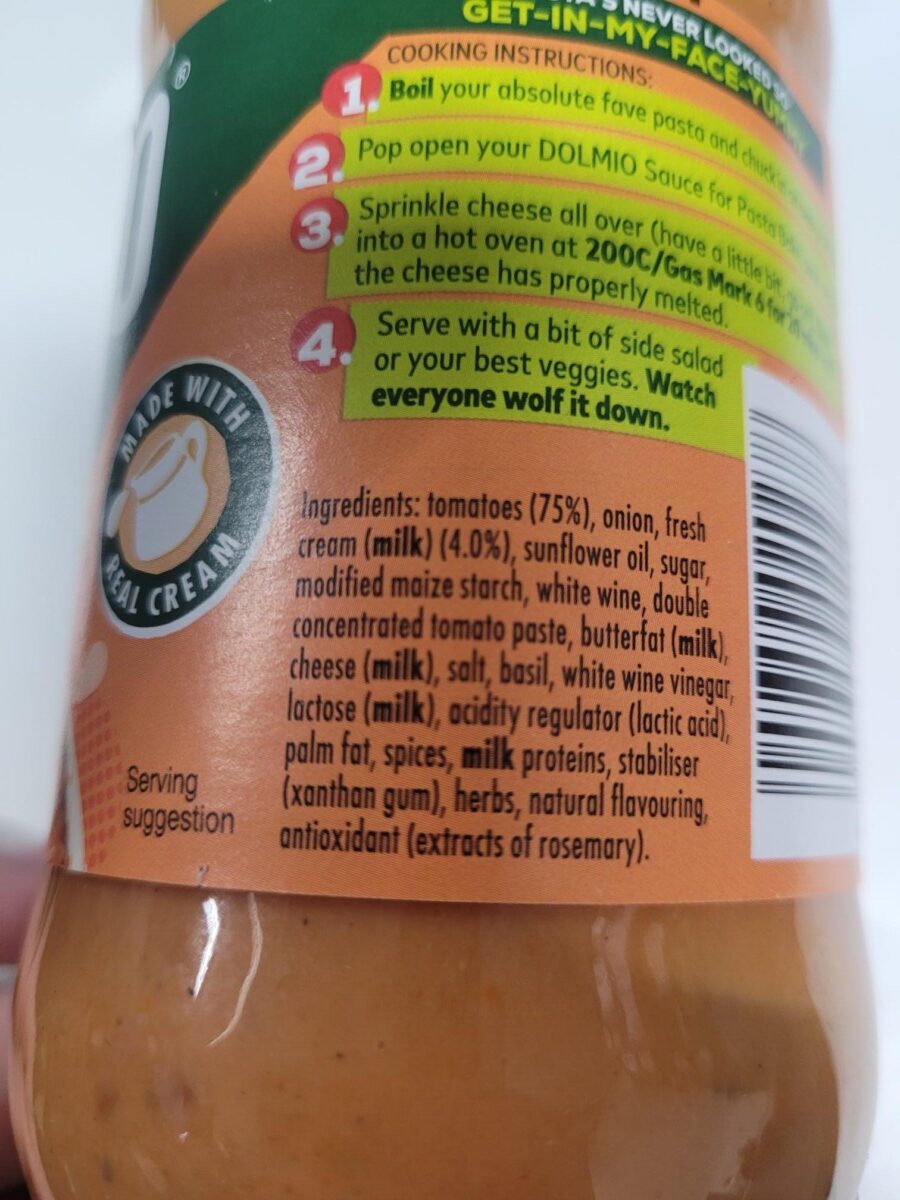 'S NEVER LOOKED SO
GET-IN-MY-FACE-YUMMY
COOKING INSTRUCTIONS:
1. Boil your absolute fave pasta and chuck
2. Pop open your DOLMIO Sauce for Pasta
3. Sprinkle cheese all over (have a little bit
into a hot oven at 200C/Gas Mark 6 for 20
the cheese has properly melted.
4. Serve with a bit of side salad
or your best veggies. Watch
everyone wolf it down.
MADE WITH
REAL CREAM
Ingredients: tomatoes (75%), onion, fresh
cream (milk) (4.0%), sunflower oil, sugar,
modified maize starch, white wine, double
concentrated tomato paste, butterfat (milk),
cheese (milk), salt, basil, white wine vinegar,
lactose (milk), acidity regulator (lactic acid),
palm fat, spices, milk proteins, stabiliser
(xanthan gum), herbs, natural flavouring,
antioxidant (extracts of rosemary).
Serving
suggestion